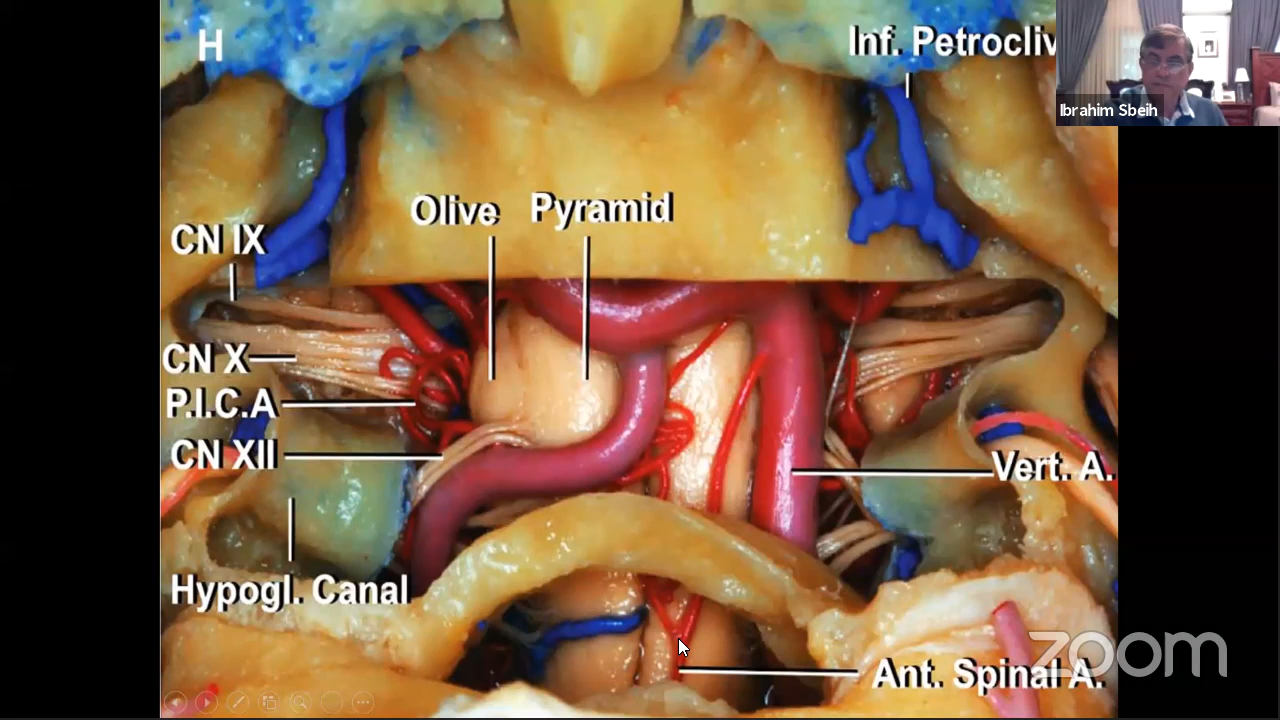 H
Inf. Petrocliv
Ibrahim Sbeih
Olive Pyramid
CN IX
CN X
P.I.C.A
CN XII
Vert. A.
Hypogl. Canal
Ant. Spinal A.
zoom